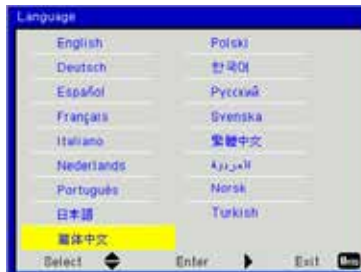 Language
English
Deutsch
Español
Français
Italiano
Nederlands
Português
日本語
簡体中文
Polski
한국어
Русский
Svenska
繁體中文
العربية
Norsk
Turkish
Select Enter Exit Menu